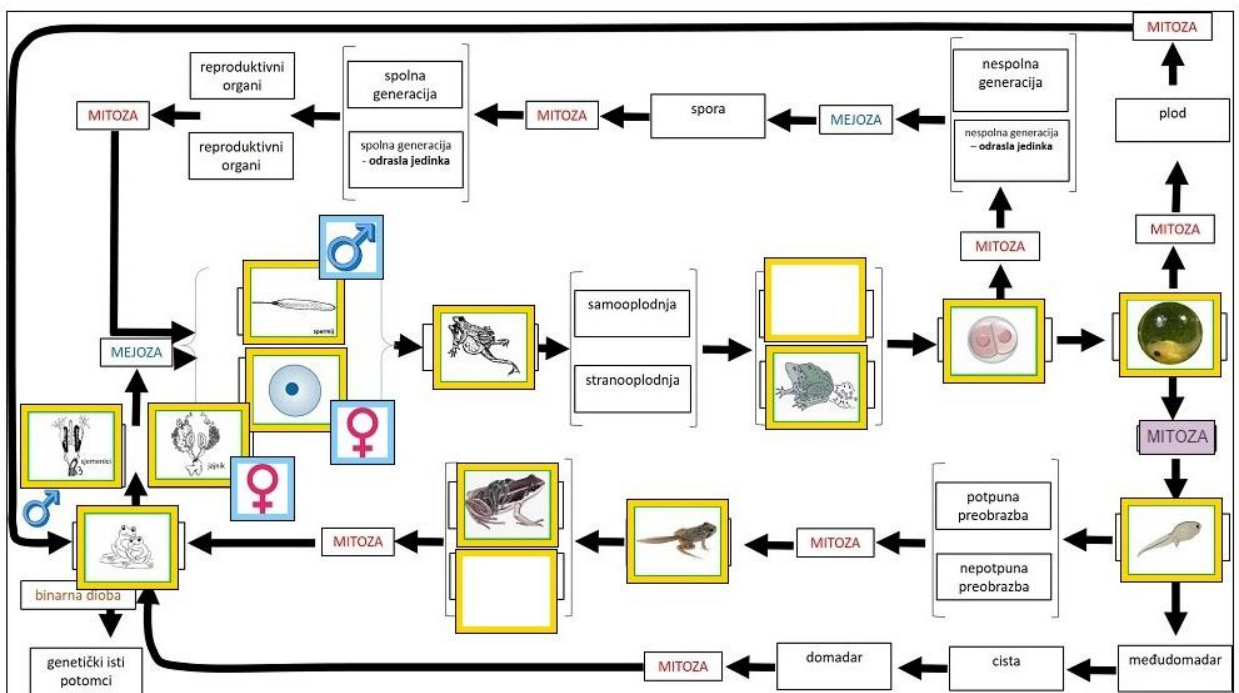 MITOZA
reproduktivni
organi
spolna
generacija
nespolna
generacija
MITOZA
MITOZA
spora
MEJOZA
plod
reproduktivni
organi
spolna generacija
- odrasla jedinka
nespolna generacija
– odrasla jedinka
MITOZA
MITOZA
spermij
samooplodnja
MEJOZA
stranooplodnja
sjemenici
jajnik
MITOZA
potpuna
preobrazba
MITOZA
MITOZA
nepotpuna
preobrazba
binarna dioba
genetički isti
potomci
MITOZA
domadar
cista
međudomadar